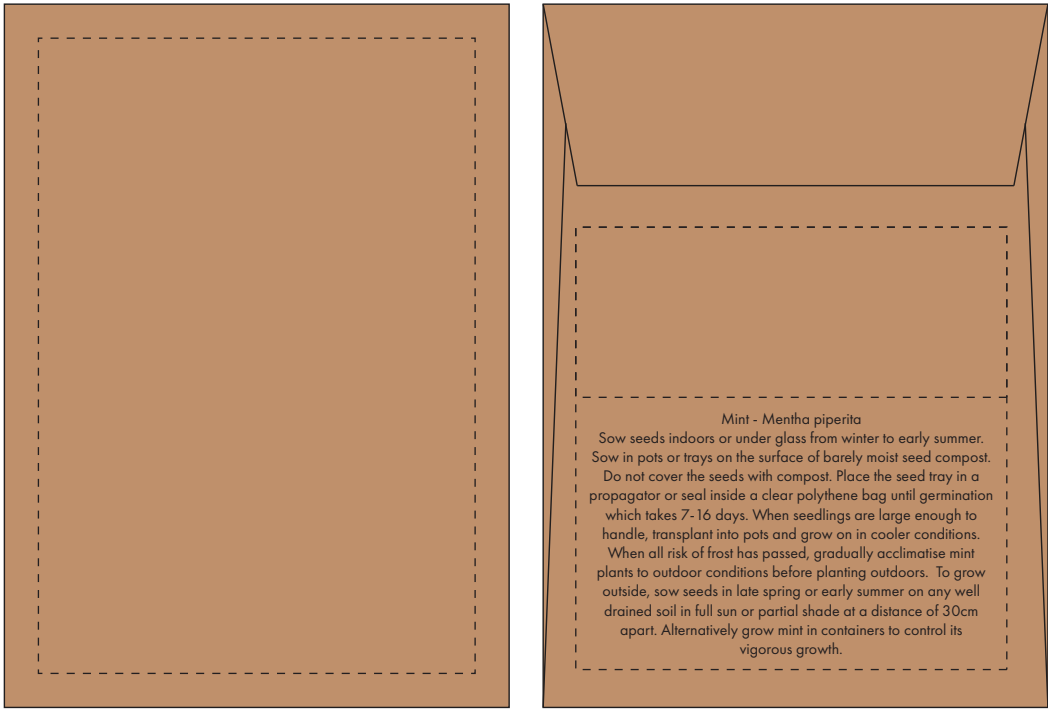 Mint - Mentha piperita
Sow seeds indoors or under glass from winter to early summer.
Sow in pots or trays on the surface of barely moist seed compost.
Do not cover the seeds with compost. Place the seed tray in a
propagator or seal inside a clear polythene bag until germination
which takes 7-16 days. When seedlings are large enough to
handle, transplant into pots and grow on in cooler conditions.
When all risk of frost has passed, gradually acclimatise mint
plants to outdoor conditions before planting outdoors.  To grow
outside, sow seeds in late spring or early summer on any well
drained soil in full sun or partial shade at a distance of 30cm
apart. Alternatively grow mint in containers to control its
vigorous growth.